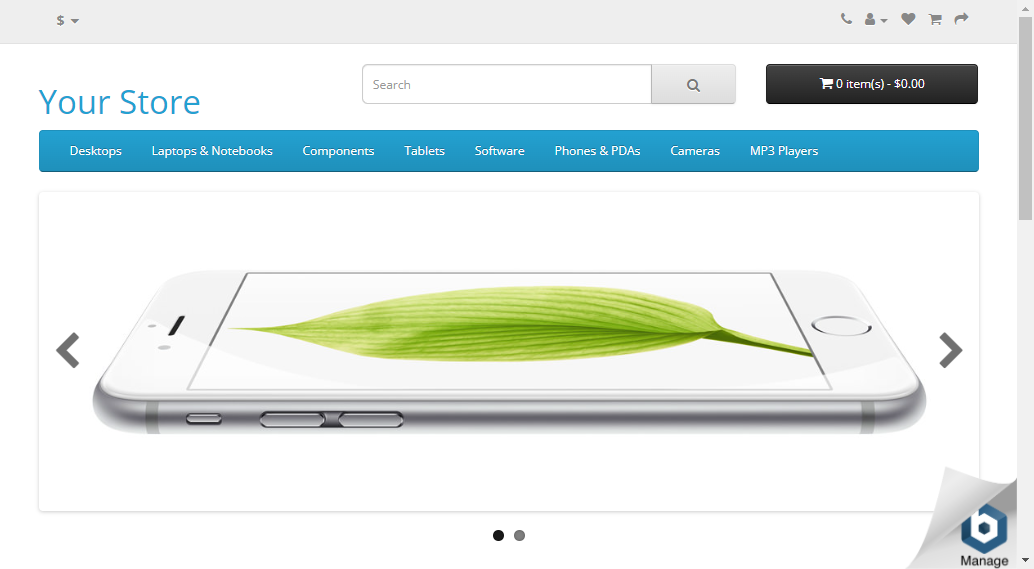 $
Your Store
Search
0 item(s) - $0.00
Desktops
Laptops & Notebooks
Components
Tablets
Software
Phones & PDAs
Cameras
MP3 Players
Manage